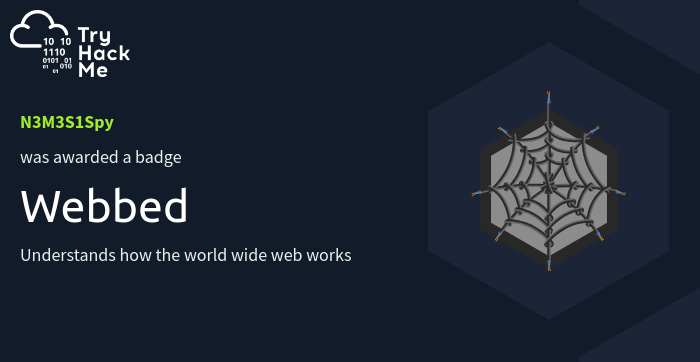 Try
Hack
Me
10 10
1110
0101 01
01 010
01
N3M3S1Spy
was awarded a badge
Webbed
Understands how the world wide web works